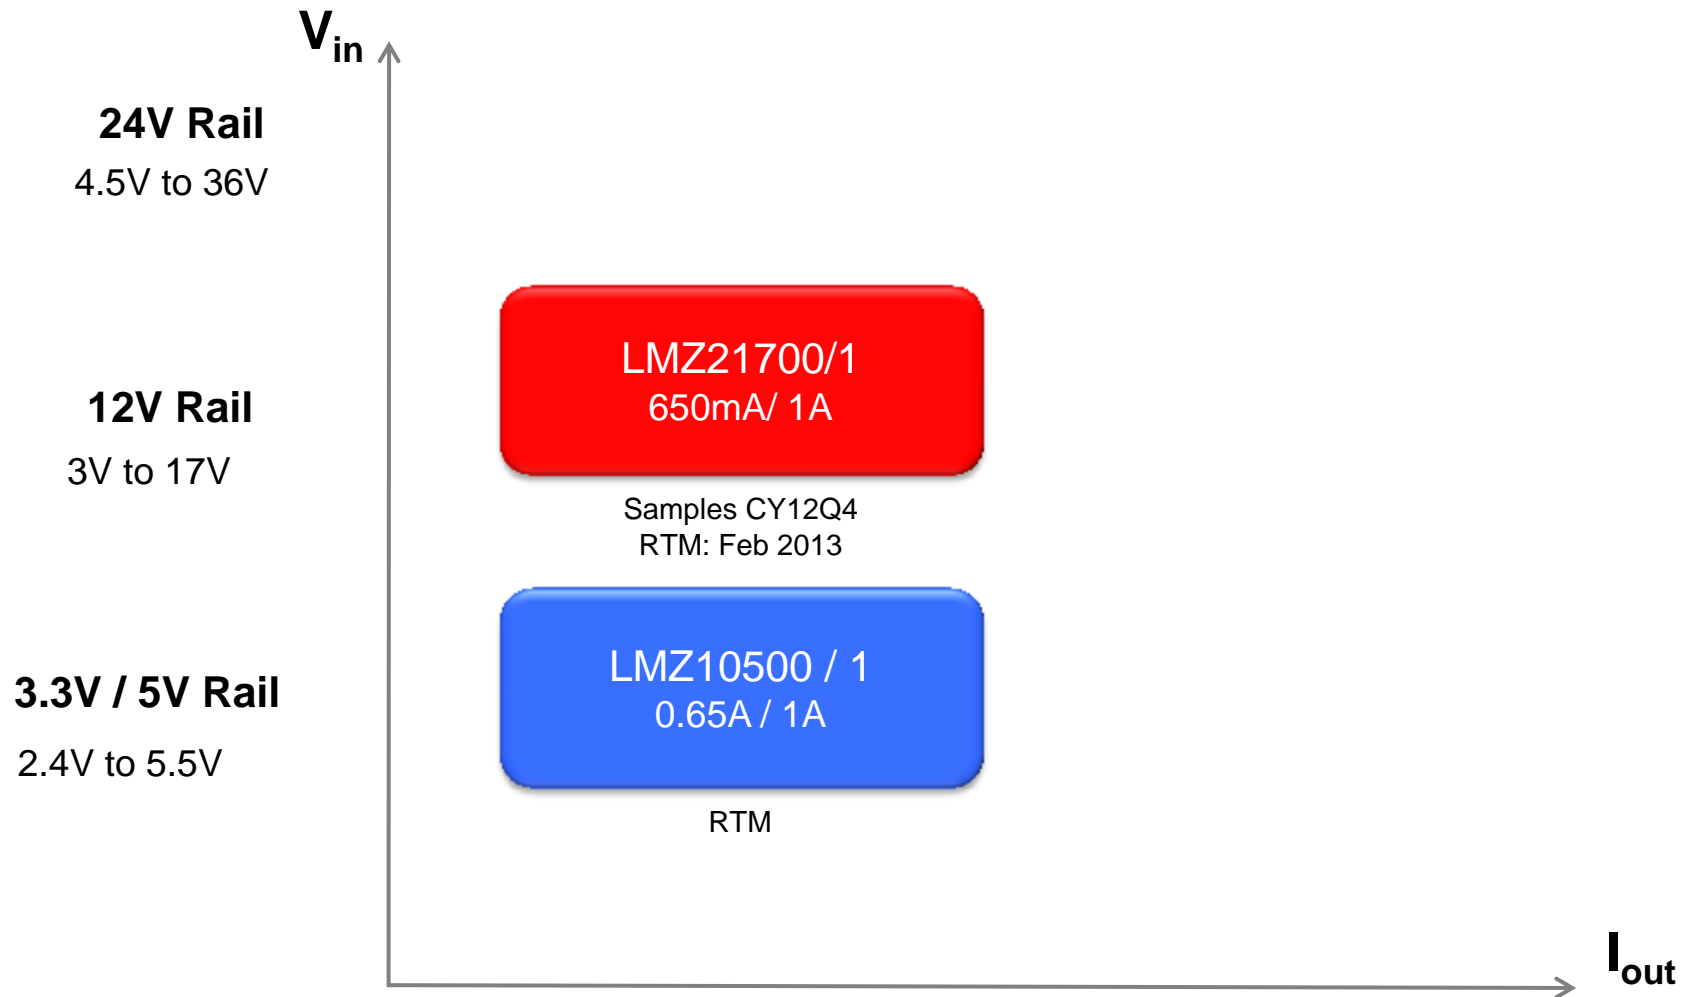 Vin
24V Rail
4.5V to 36V
LMZ21700/1
650mA/ 1A
12V Rail
3V to 17V
Samples CY12Q4
RTM: Feb 2013
LMZ10500 / 1
0.65A / 1A
3.3V / 5V Rail
2.4V to 5.5V
RTM
Iout